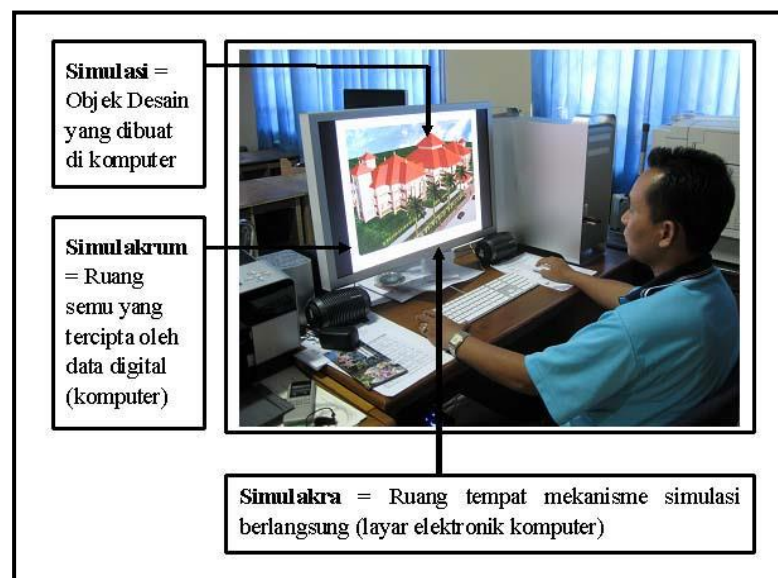 Simulasi =
Objek Desain
yang dibuat
di komputer
Simulakrum
= Ruang
semu yang
tercipta oleh
data digital
(komputer)
Simulakra = Ruang tempat mekanisme simulasi
berlangsung (layar elektronik komputer)